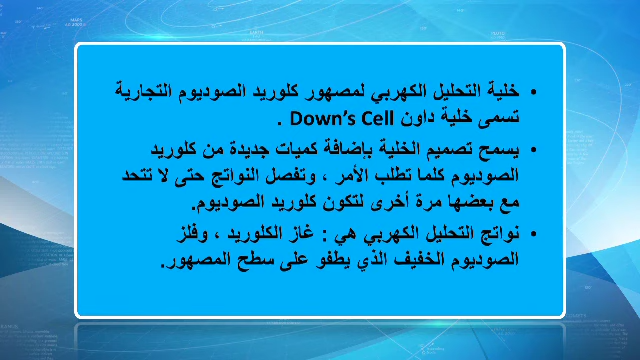 • خلية التحليل الكهربي لمصهور كلوريد الصوديوم التجارية
تسمى خلية داون Down's Cell .
• يسمح تصميم الخلية بإضافة كميات جديدة من كلوريد
الصوديوم كلما تطلب الأمر ، وتفصل النواتج حتى لا تتحد
مع بعضها مرة أخرى لتكون كلوريد الصوديوم.
• نواتج التحليل الكهربي هي : غاز الكلوريد ، وفلز
الصوديوم الخفيف الذي يطفو على سطح المصهور.